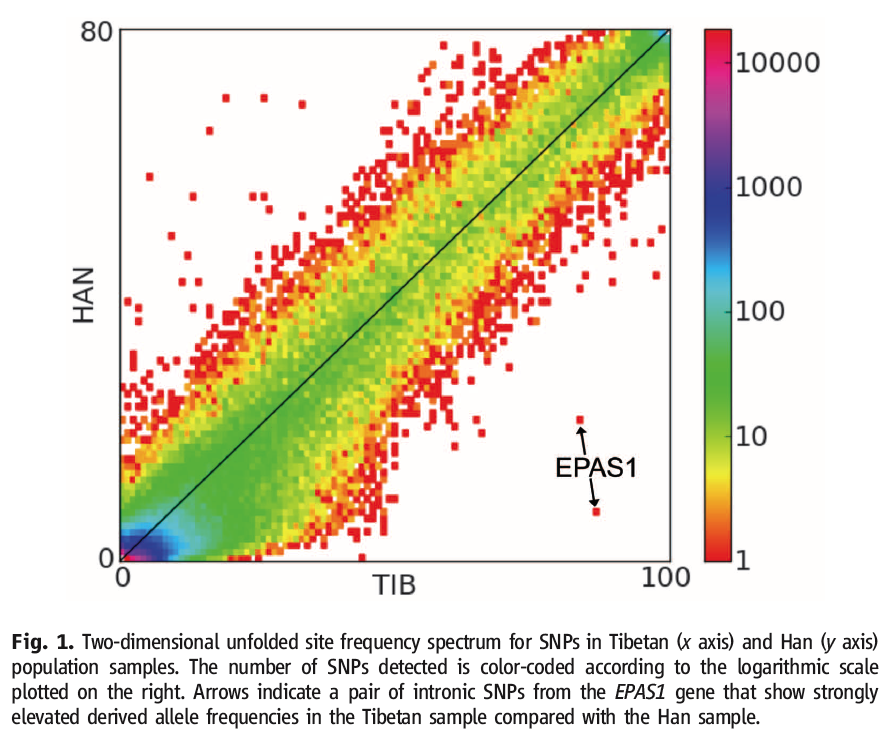 80
HAN
0
0
TIB
100
EPAS1
10000
1000
100
10
1
Fig. 1. Two-dimensional unfolded site frequency spectrum for SNPs in Tibetan (x axis) and Han (y axis)
population samples. The number of SNPs detected is color-coded according to the logarithmic scale
plotted on the right. Arrows indicate a pair of intronic SNPs from the EPAS1 gene that show strongly
elevated derived allele frequencies in the Tibetan sample compared with the Han sample.